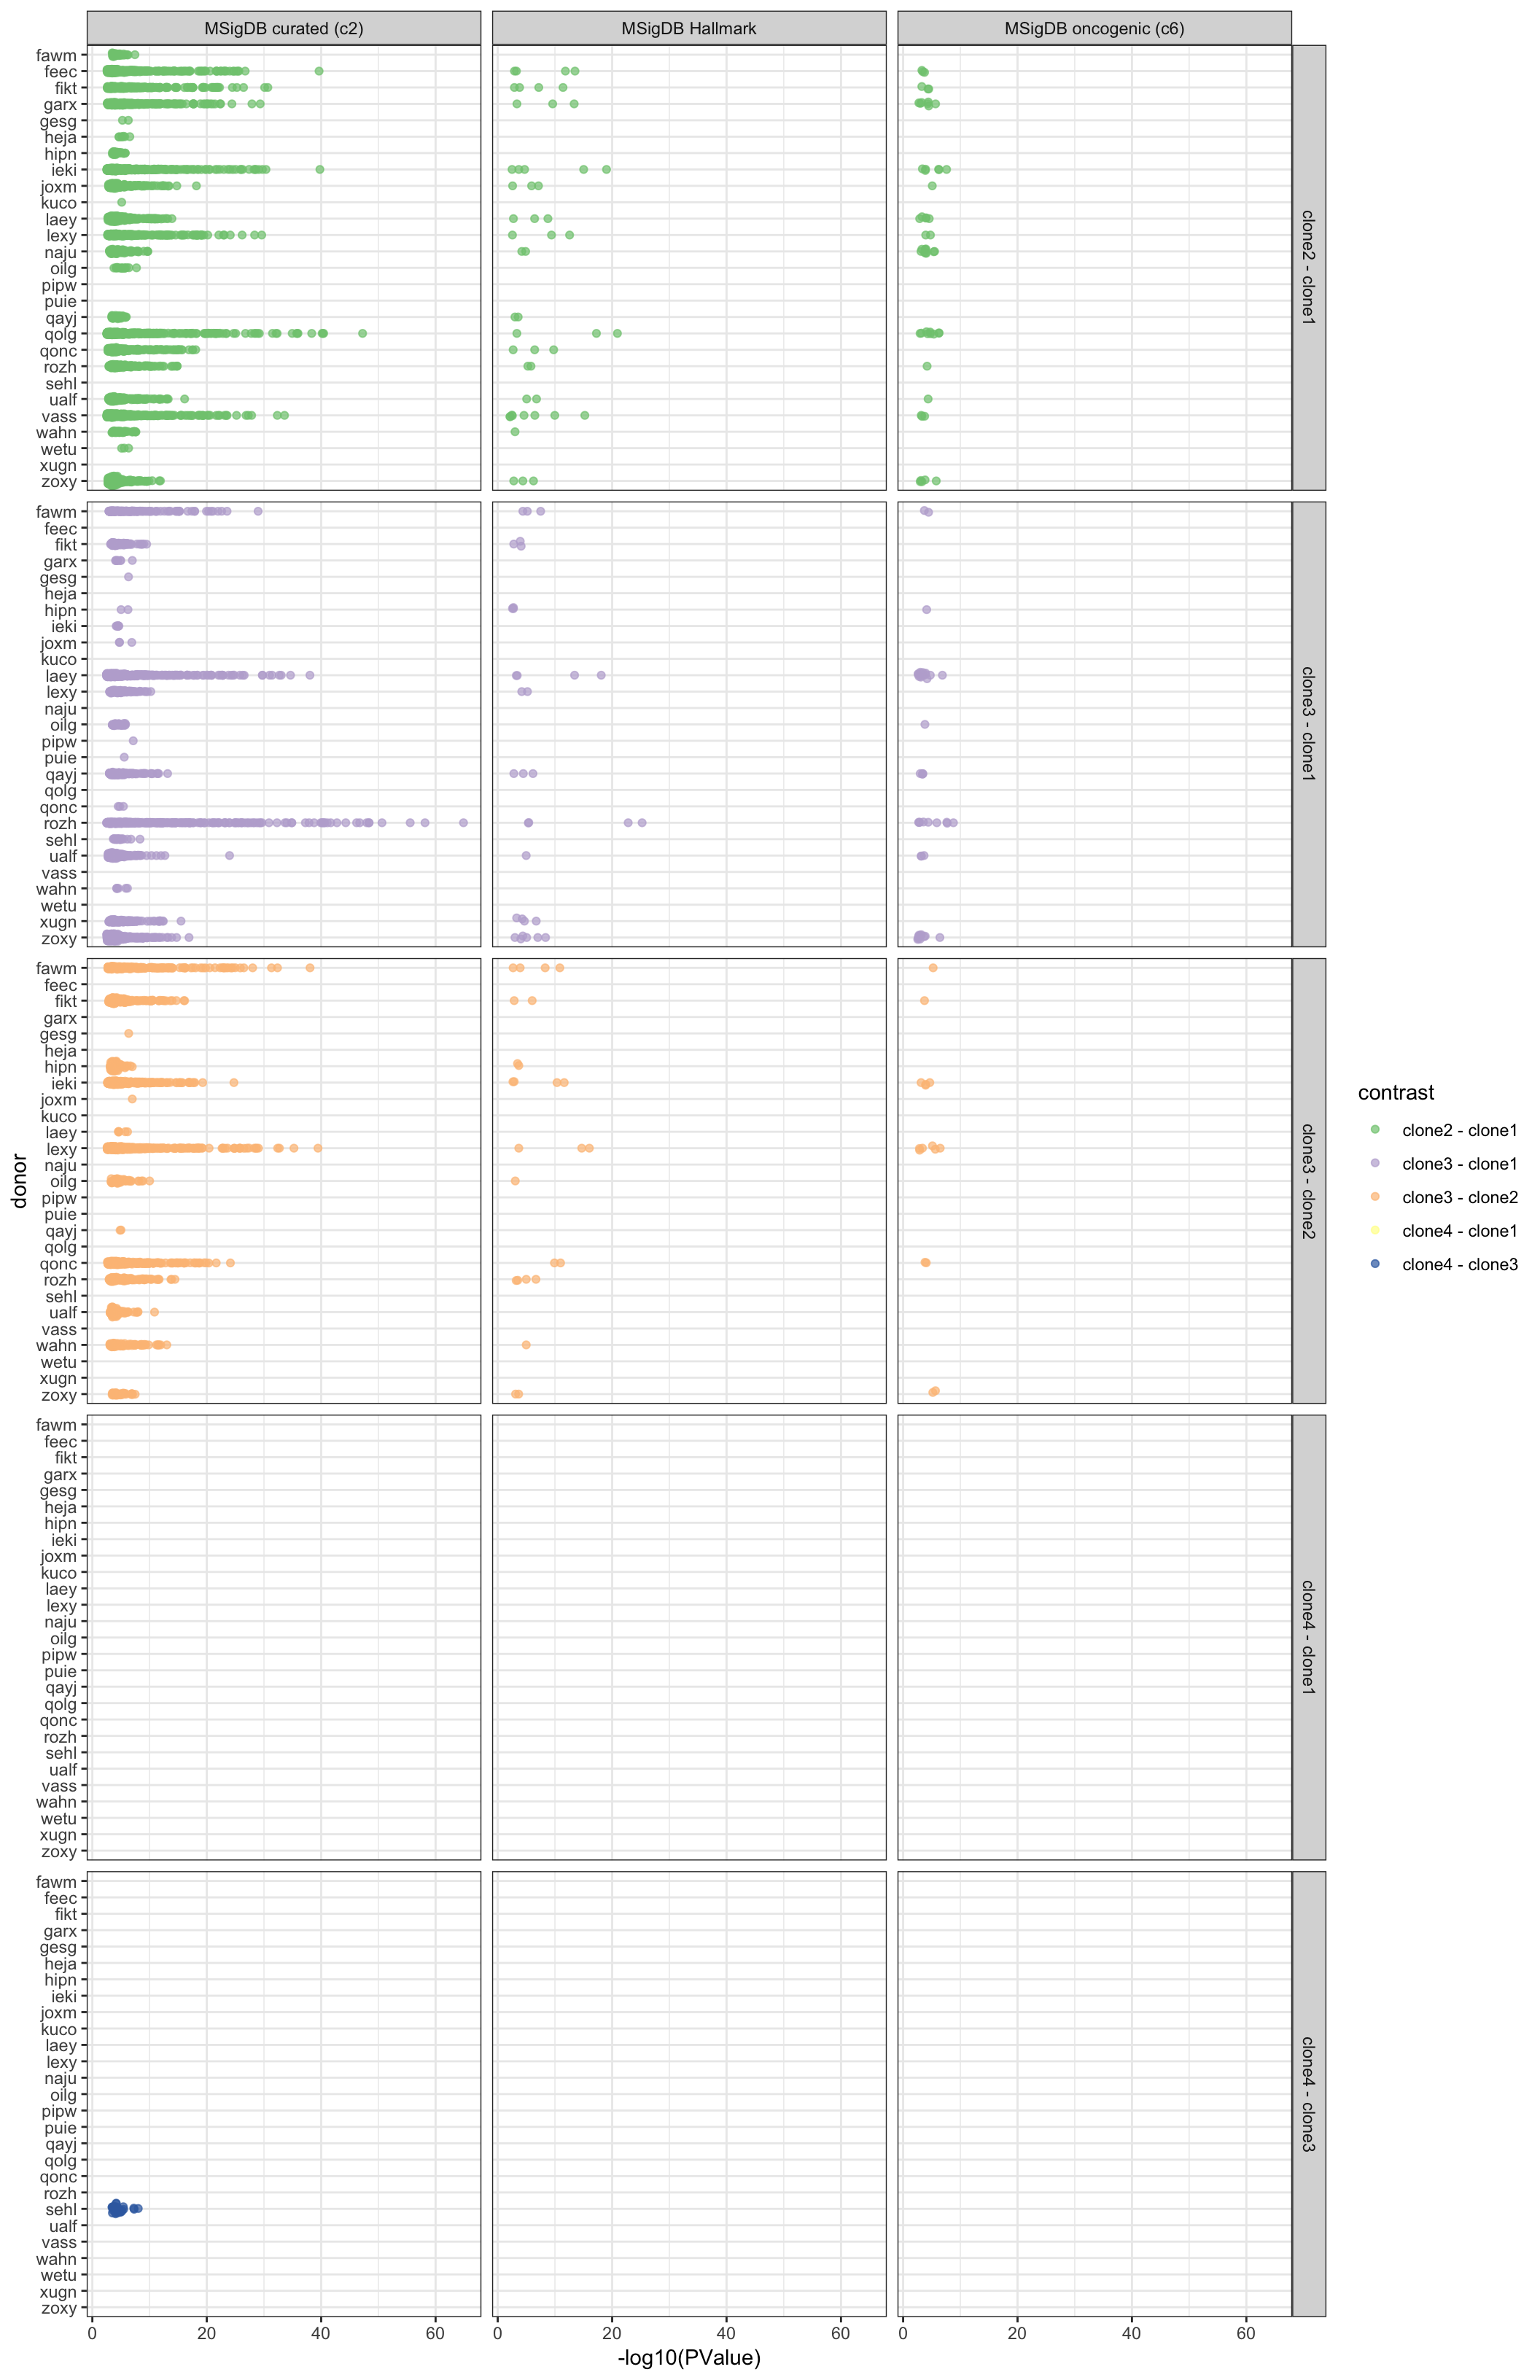 MSigDB curated (c2)
MSigDB Hallmark
MSigDB oncogenic (c6)
fawm
feec
fikt
garx
gesg
heja
hipn
ieki
joxm
kuco
laey
lexy
naju
oilg
pipw
puie
qayj
qolg
qonc
rozh
sehl
ualf
vass
wahn
wetu
xugn
zoxy
clone2 - clone1
fawm
feec
fikt
garx
gesg
heja
hipn
ieki
joxm
kuco
laey
lexy
naju
oilg
pipw
puie
qayj
qolg
qonc
rozh
sehl
ualf
vass
wahn
wetu
xugn
zoxy
clone3 - clone1
fawm
feec
fikt
garx
gesg
heja
hipn
ieki
joxm
kuco
laey
lexy
naju
oilg
pipw
puie
qayj
qolg
qonc
rozh
sehl
ualf
vass
wahn
wetu
xugn
zoxy
clone3 - clone2
fawm
feec
fikt
garx
gesg
heja
hipn
ieki
joxm
kuco
laey
lexy
naju
oilg
pipw
puie
qayj
qolg
qonc
rozh
sehl
ualf
vass
wahn
wetu
xugn
zoxy
clone4 - clone1
fawm
feec
fikt
garx
gesg
heja
hipn
ieki
joxm
kuco
laey
lexy
naju
oilg
pipw
puie
qayj
qolg
qonc
rozh
sehl
ualf
vass
wahn
wetu
xugn
zoxy
clone4 - clone3
0 20 40 60 0 20 40 60 0 20 40 60
-log10(PValue)
donor
contrast
clone2 - clone1
clone3 - clone1
clone3 - clone2
clone4 - clone1
clone4 - clone3